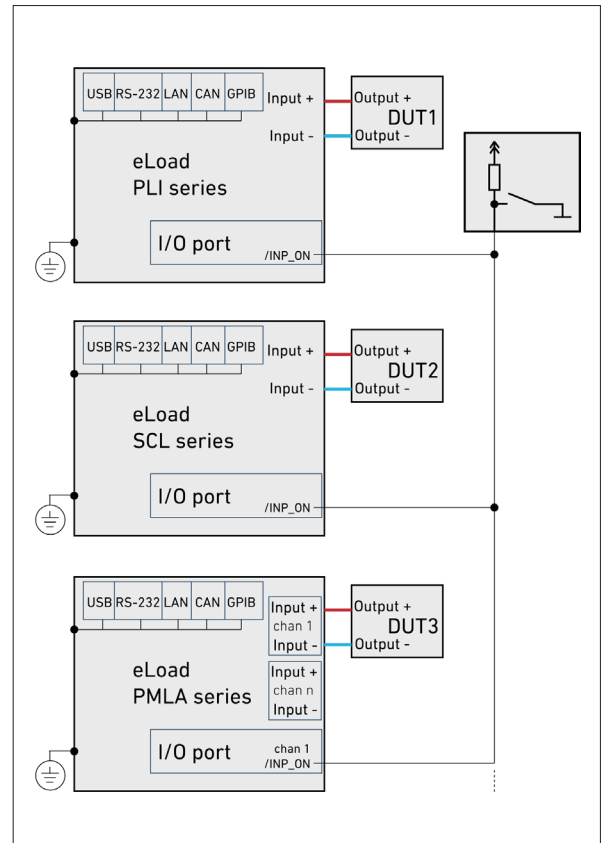 USB RS-232 LAN CAN GPIB
Input +
Input -
Output +
DUT1
Output -
eLoad
PLI series
I/O port
/INP_ON
USB RS-232 LAN CAN GPIB
Input +
Input -
Output +
DUT2
Output -
eLoad
SCL series
I/O port
/INP_ON
USB RS-232 LAN CAN GPIB
Input +
chan 1
Input -
Output +
DUT3
Output -
Input +
chan n
Input -
eLoad
PMLA series
I/O port
chan 1
/INP_ON